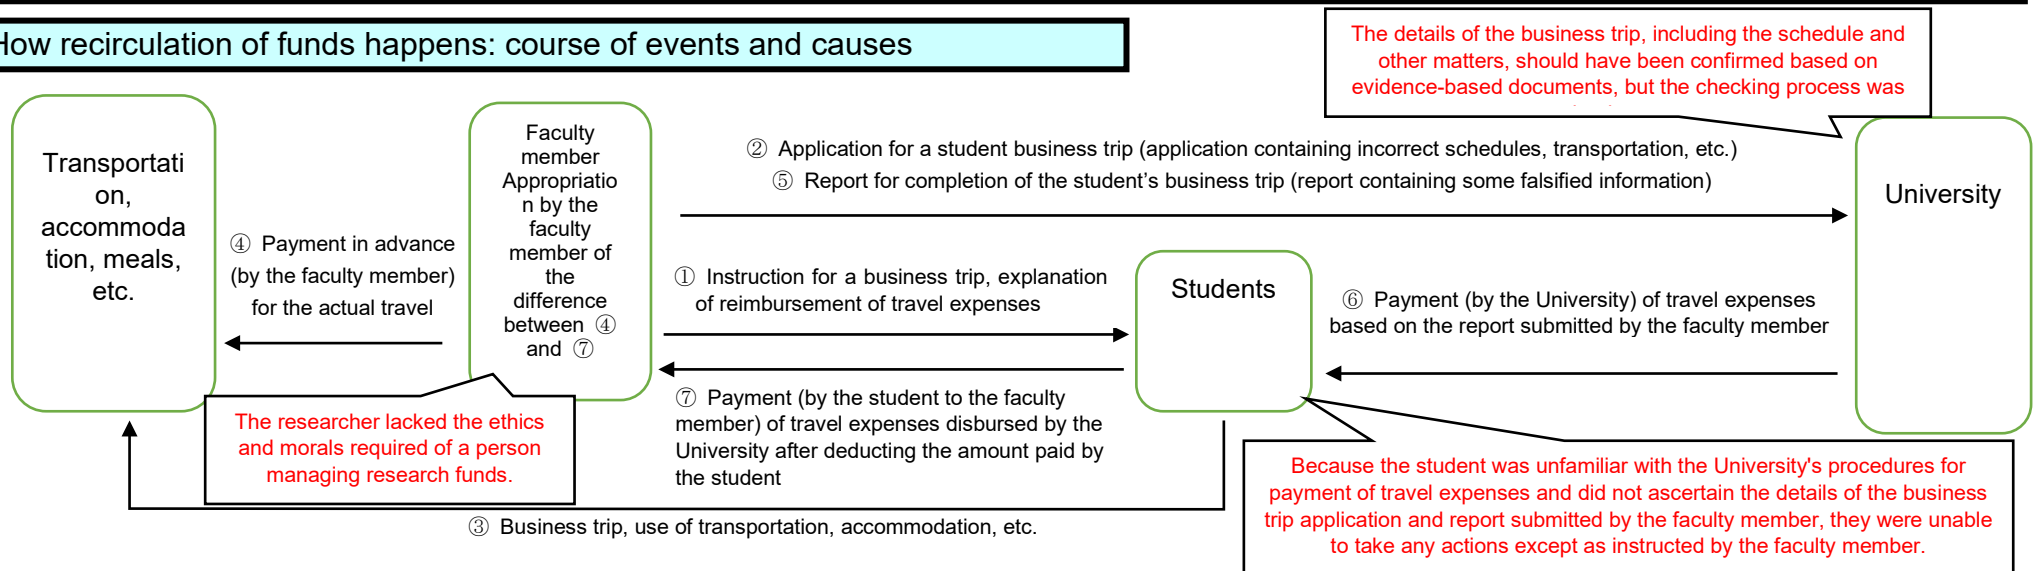 How recirculation of funds happens: course of events and causes
The details of the business trip, including the schedule and
other matters, should have been confirmed based on
evidence-based documents, but the checking process was
Transportati
on,
accommoda
tion, meals,
etc.
④ Payment in advance
(by the faculty member)
for the actual travel
Faculty
member
Appropriatio
n by the
faculty
member of
the
difference
between ④
and ⑦
② Application for a student business trip (application containing incorrect schedules, transportation, etc.)
⑤ Report for completion of the student’s business trip (report containing some falsified information)
University
① Instruction for a business trip, explanation
of reimbursement of travel expenses
Students
⑥ Payment (by the University) of travel expenses
based on the report submitted by the faculty member
⑦ Payment (by the student to the faculty
member) of travel expenses disbursed by the
University after deducting the amount paid by
the student
The researcher lacked the ethics
and morals required of a person
managing research funds.
③ Business trip, use of transportation, accommodation, etc.
Because the student was unfamiliar with the University's procedures for
payment of travel expenses and did not ascertain the details of the business
trip application and report submitted by the faculty member, they were unable
to take any actions except as instructed by the faculty member.